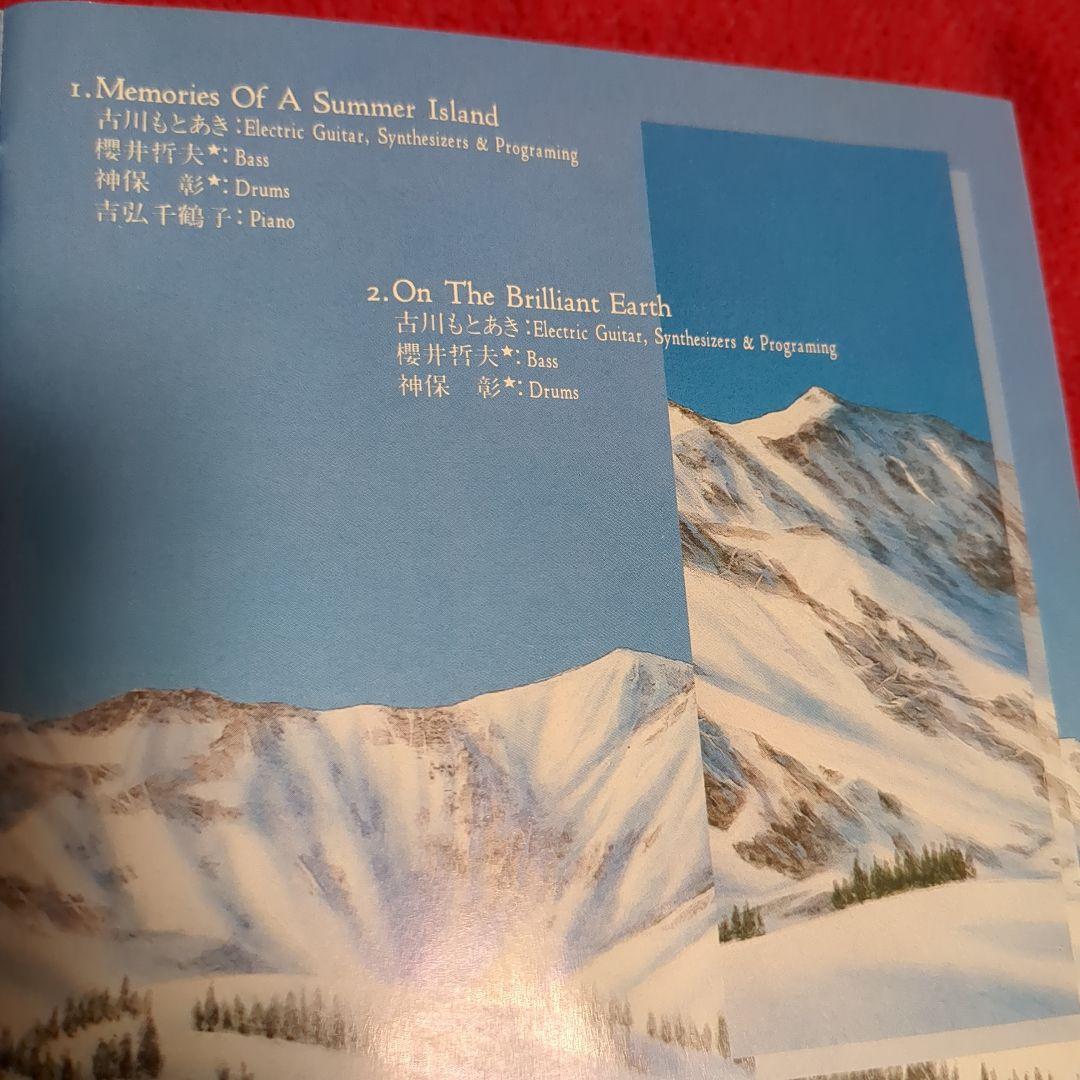 1.Memories Of A Summer Island
古川もとあき:Electric Guitar, Synthesizers & Programing
櫻井哲夫★:Bass
神保　彰★:Drums
吉弘千鶴子:Piano
2.On The Brilliant Earth
古川もとあき:Electric Guitar, Synthesizers & Programing
櫻井哲夫★:Bass
神保　彰★:Drums